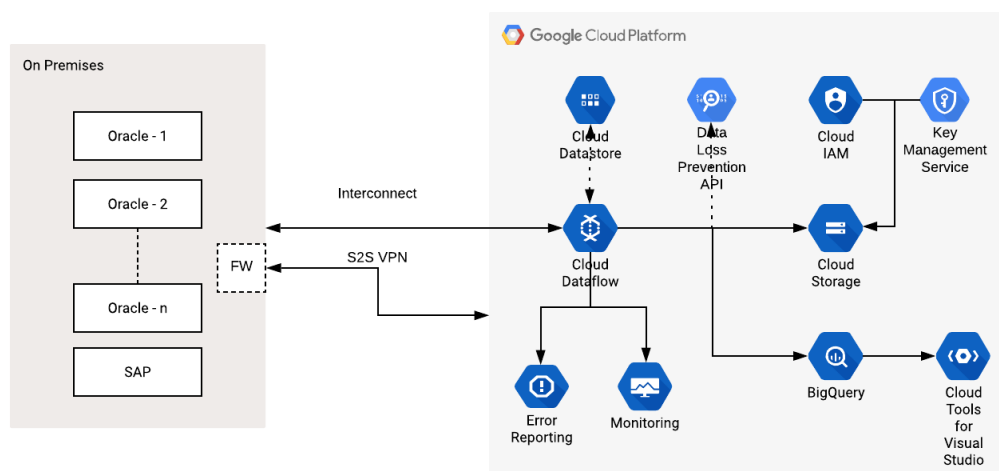 Google Cloud Platform
On Premises
Oracle - 1
Oracle - 2
Oracle - n
SAP
FW
Interconnect
S2S VPN
Cloud
Datastore
Data
Loss
Prevention
API
Cloud
IAM
Key
Management
Service
Cloud
Dataflow
Cloud
Storage
Error
Reporting
Monitoring
BigQuery
Cloud
Tools
for
Visual
Studio